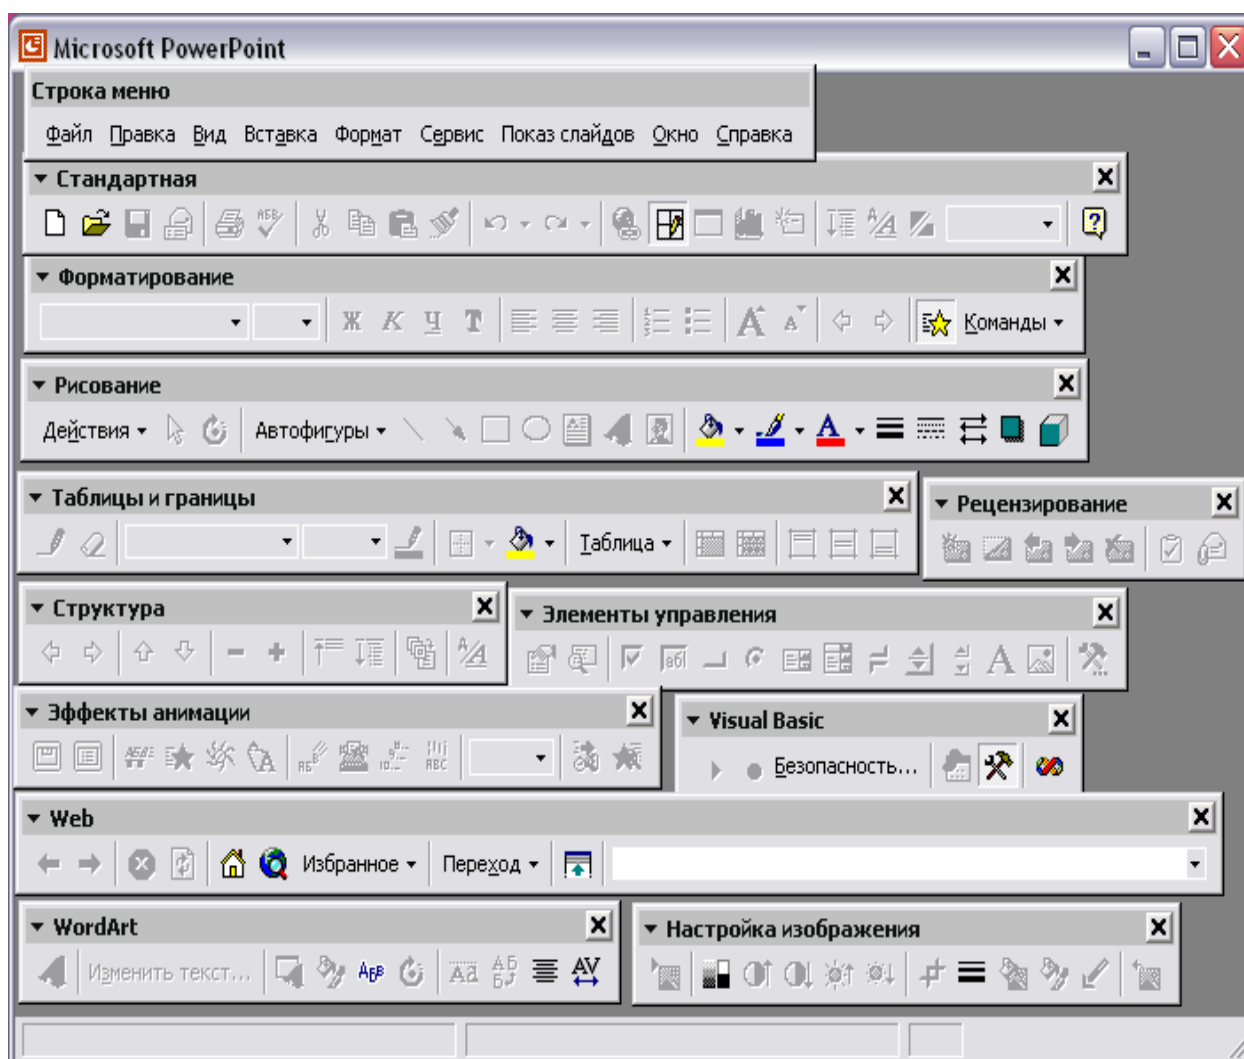 Microsoft PowerPoint
Строка меню
Файл Правка Вид Вставка Формат Сервис Показ слайдов Окно Справка
Стандартная
Форматирование
Ж К Ч Команды
Рисование
Действия Автофигуры А
Таблицы и границы
Таблица
Рецензирование
Структура
Элементы управления
Эффекты анимации
Visual Basic
Безопасность...
Web
Избранное Переход
WordArt
Изменить текст...
Настройка изображения